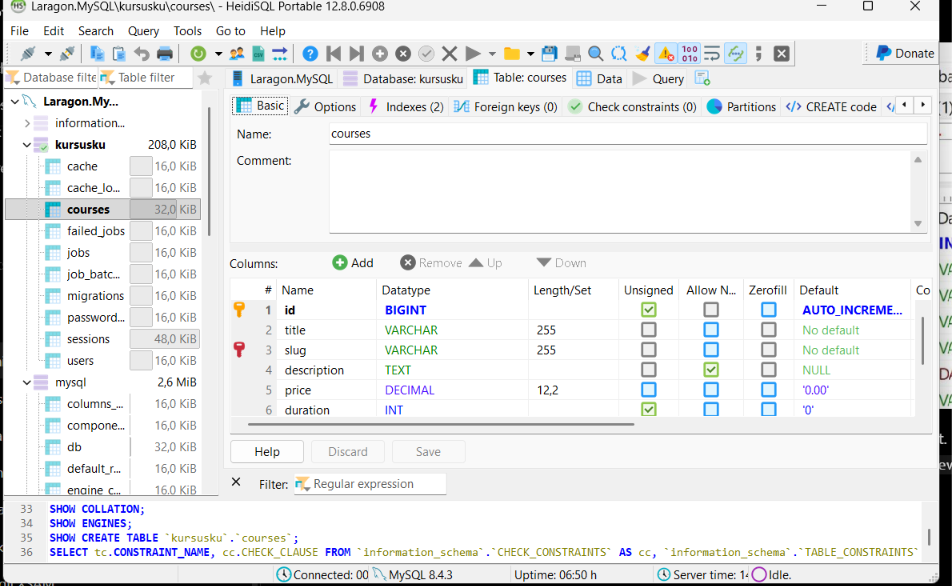 Laragon.MySQL\kursusku\courses\ - HeidiSQL Portable 12.8.0.6908
File Edit Search Query Tools Go to Help
Donate
Database filte Table filter
Laragon.MySQL Database: kursusku Table: courses Data Query
Laragon.My...
information...
kursusku 208,0 KiB
cache 16,0 KiB
cache_lo... 16,0 KiB
courses 32,0 KiB
failed_jobs 16,0 KiB
jobs 16,0 KiB
job_batc... 16,0 KiB
migrations 16,0 KiB
password... 16,0 KiB
sessions 48,0 KiB
users 16,0 KiB
mysql 2,6 MiB
columns_... 16,0 KiB
compone... 16,0 KiB
db 32,0 KiB
default_r... 16,0 KiB
engine_c... 16,0 KiB
Basic Options Indexes (2) Foreign keys (0) Check constraints (0) Partitions CREATE code
Name: courses
Comment:
Columns: Add Remove Up Down
# Name Datatype Length/Set Unsigned Allow N... Zerofill Default Co
1 id BIGINT AUTO_INCREME...
2 title VARCHAR 255 No default
3 slug VARCHAR 255 No default
4 description TEXT NULL
5 price DECIMAL 12,2 '0.00'
6 duration INT '0'
Help Discard Save
Filter: Regular expression
33 SHOW COLLATION;
34 SHOW ENGINES;
35 SHOW CREATE TABLE `kursusku`.`courses`;
36 SELECT tc.CONSTRAINT_NAME, cc.CHECK_CLAUSE FROM `information_schema`.`CHECK_CONSTRAINTS` AS cc, `information_schema`.`TABLE_CONSTRAINTS`
Connected: 00 MySQL 8.4.3 Uptime: 06:50 h Server time: 14 Idle.